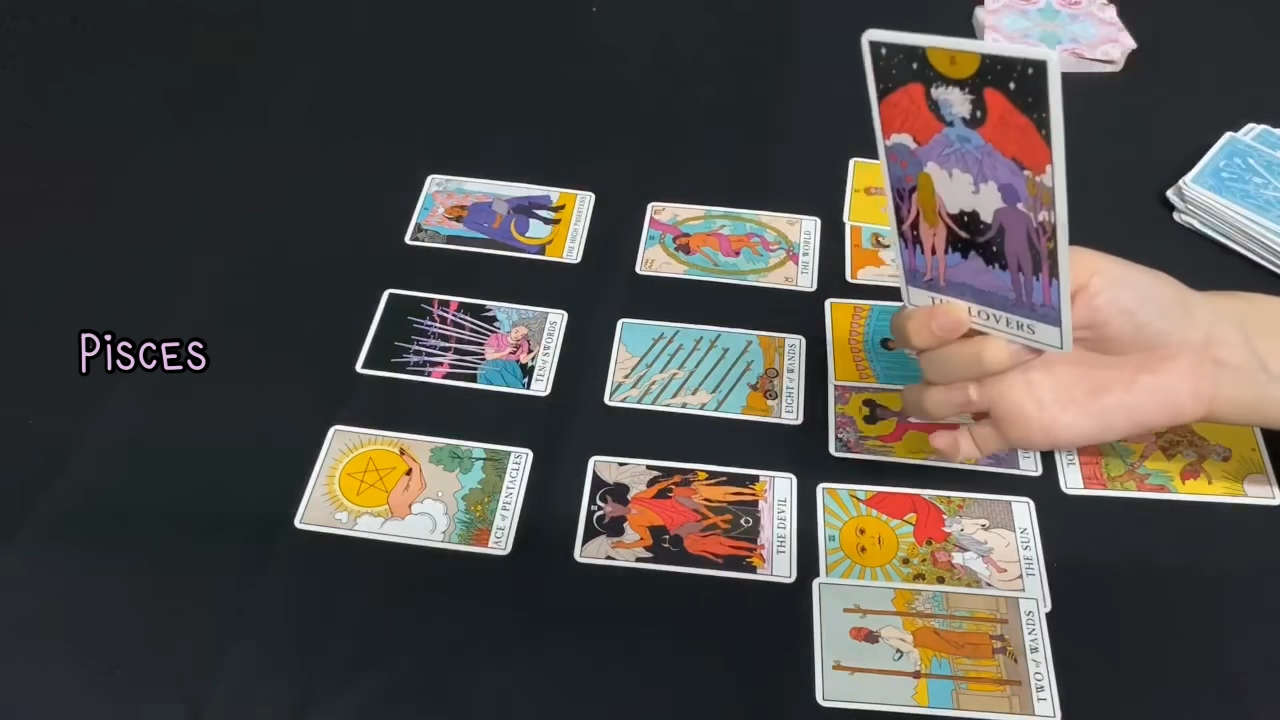 Pisces
THE HIGH PRIESTESS
THE WORLD
LOVERS
TEN of SWORDS
EIGHT of WANDS
ACE of PENTACLES
THE DEVIL
THE SUN
TWO of WANDS